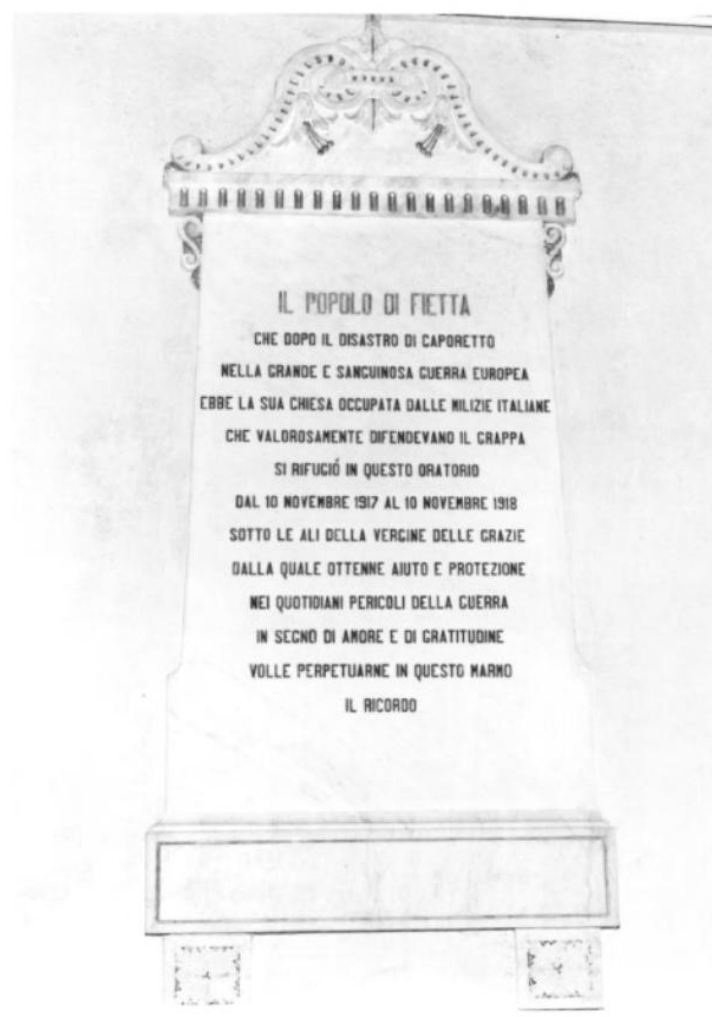 IL POPOLO DI FIETTA
CHE DOPO IL DISASTRO DI CAPORETTO
NELLA GRANDE E SANGUINOSA GUERRA EUROPEA
EBBE LA SUA CHIESA OCCUPATA DALLE MILIZIE ITALIANE
CHE VALOROSAMENTE DIFENDEVANO IL GRAPPA
SI RIFUGIÓ IN QUESTO ORATORIO
DAL 10 NOVEMBRE 1917 AL 10 NOVEMBRE 1918
SOTTO LE ALI DELLA VERGINE DELLE GRAZIE
DALLA QUALE OTTENNE AIUTO E PROTEZIONE
NEI QUOTIDIANI PERICOLI DELLA GUERRA
IN SEGNO DI AMORE E DI GRATITUDINE
VOLLE PERPETUARNE IN QUESTO MARMO
IL RICORDO